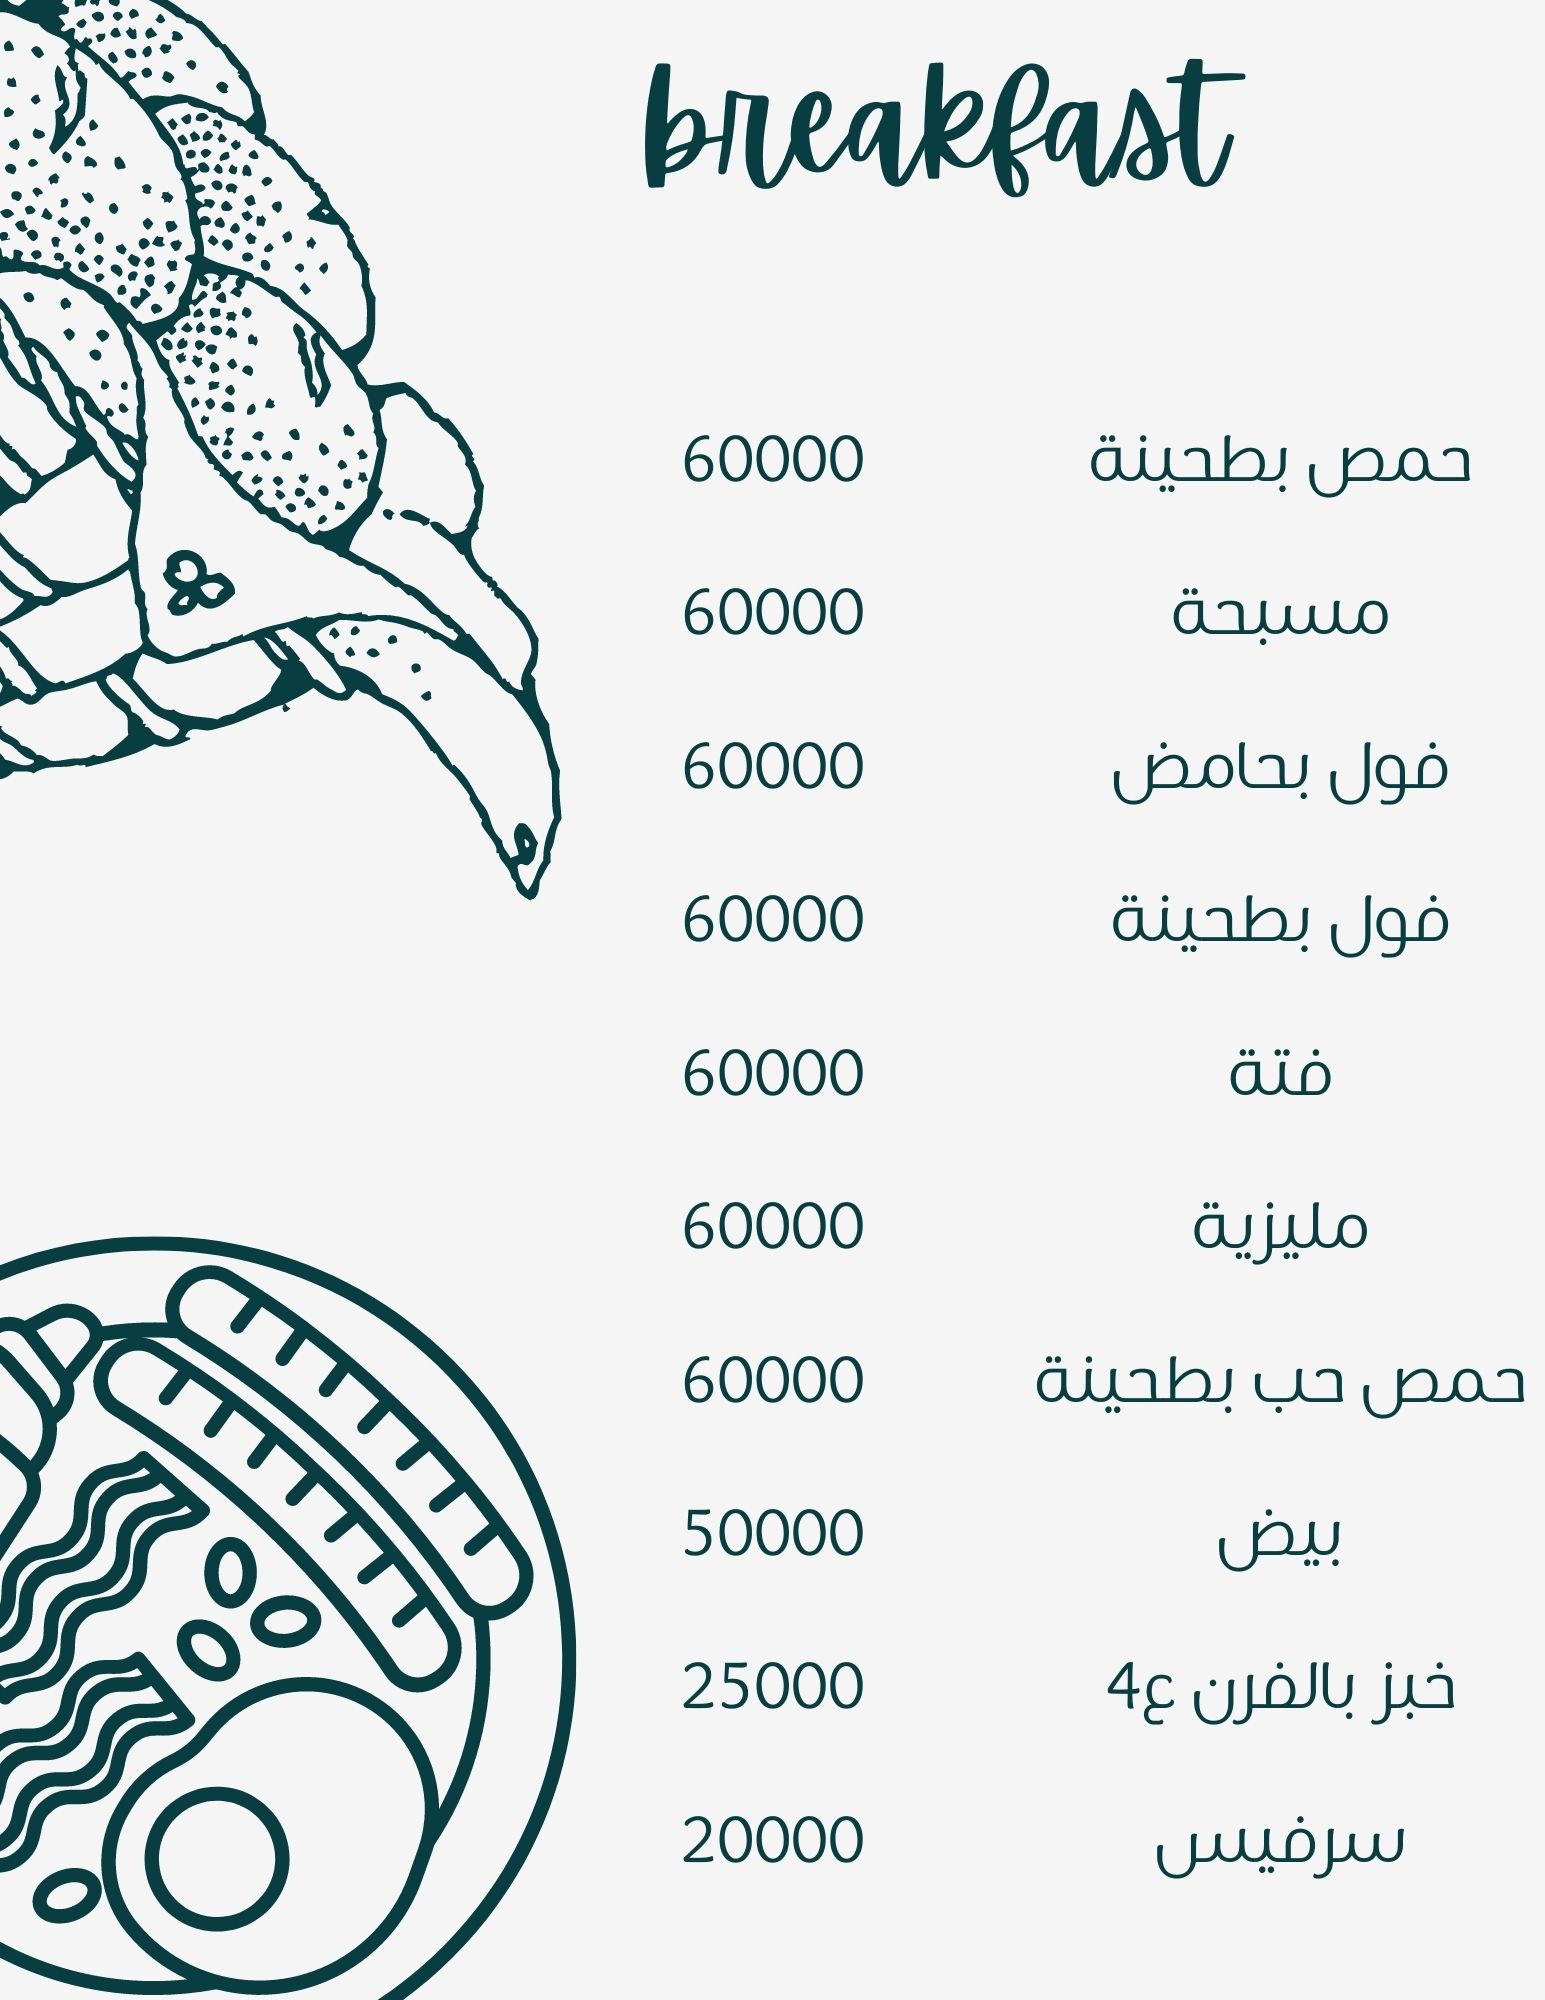 breakfast
حمص بطحينة 60000
مسبحة 60000
فول بحامض 60000
فول بطحينة 60000
فتة 60000
مليزية 60000
حمص حب بطحينة 60000
بيض 50000
خبز بالفرن ع4 25000
سرفيس 20000